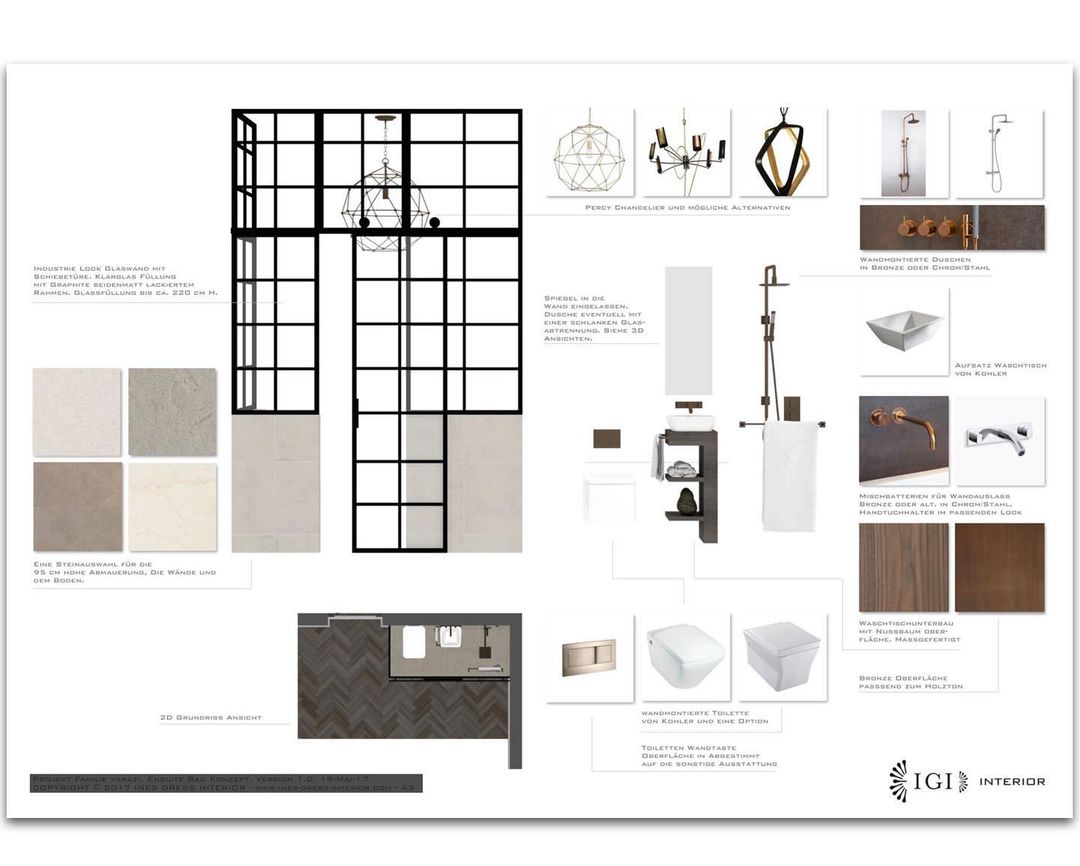 Industrie Look Glaswand mit
Schiebetüre. Klarglas Füllung
mit Graphite seidenmatt lackiertem
Rahmen. Glassfüllung bis ca. 220 cm H.
Eine Steinauswahl für die
95 cm hohe Abmauerung, Die Wände und
dem Boden.
2D Grundriss Ansicht
Percy Chandelier und mögliche Alternativen
Spiegel in die
Wand eingelassen.
Dusche eventuell mit
einer schlanken Glas-
abtrennung. Siehe 3D
Ansichten.
Wandmontierte Duschen
in Bronze oder Chrom/Stahl
Aufsatz Waschtisch
von Kohler
Mischbatterien für Wandauslass
Bronze oder alt. in Chrom/Stahl.
Handtuchhalter im passenden Look
Waschtischunterbau
mit Nussbaum ober-
fläche. Massgefertigt
Bronze Oberfläche
passsend zum Holzton
wandmontierte Toilette
von Kohler und eine Option
Toiletten Wandtaste
Oberfläche in Abgestimmt
auf die sonstige Ausstattung
Projekt Familie Varazi, Ensuite Bad Konzept, Version 1.0, 19-Mai-17
Copyright © 2017 Ines Gress Interior - www.ines-gress-interior.com - A3
IGI INTERIOR